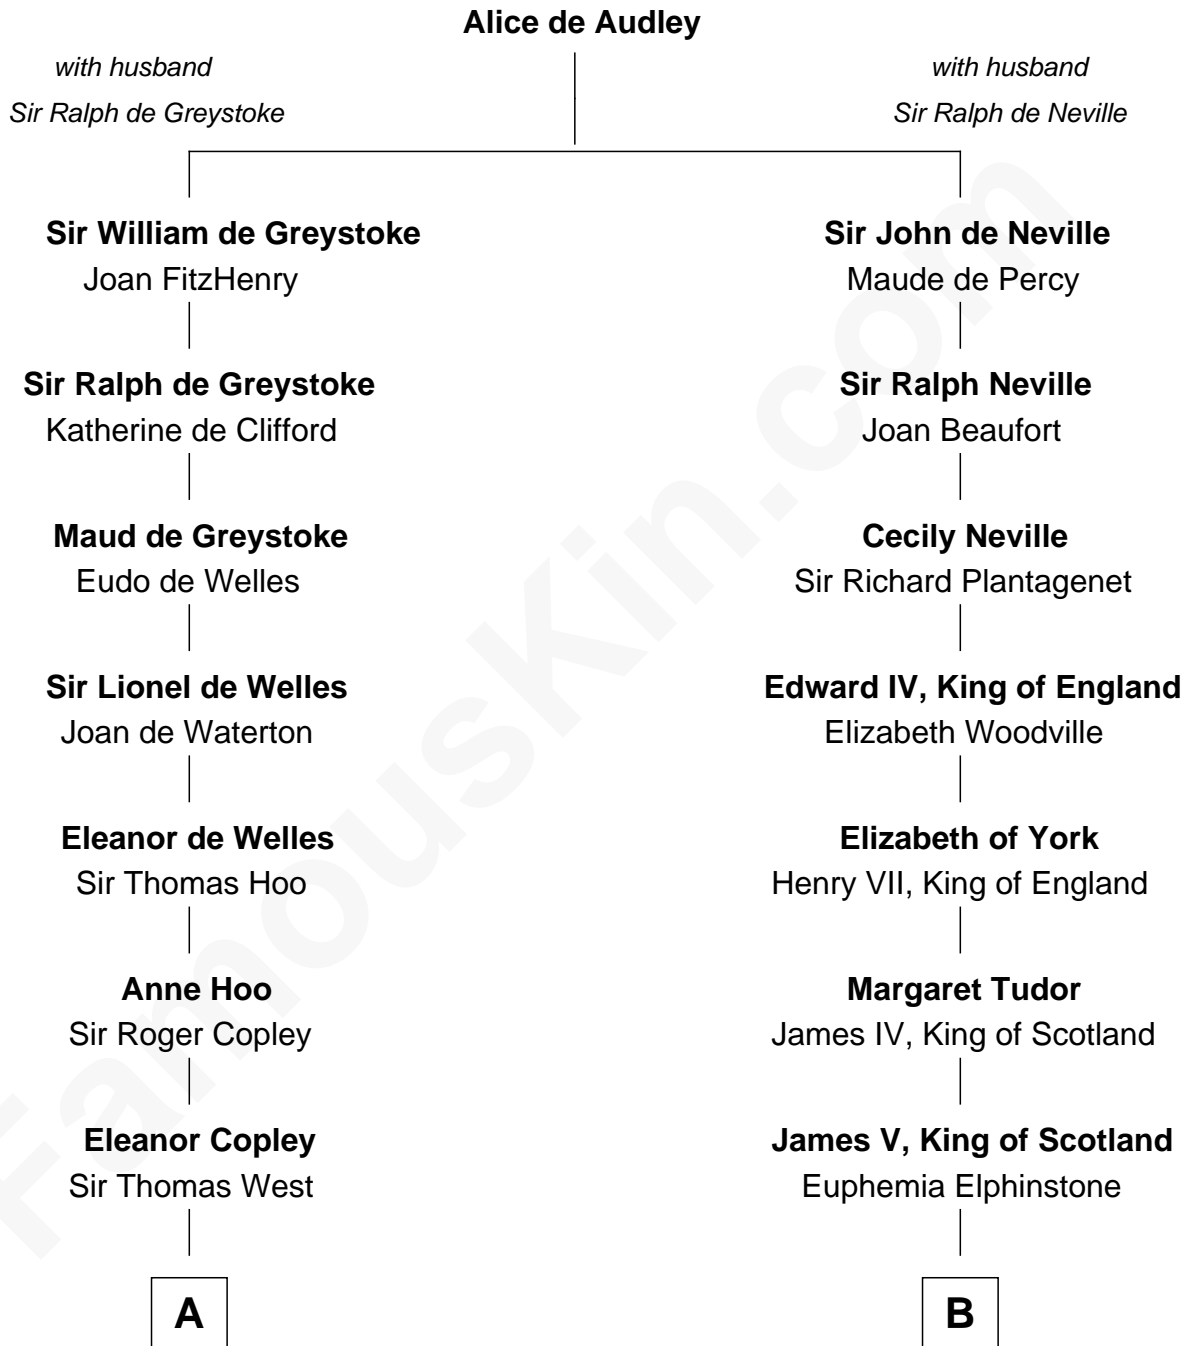 Alice de Audley
with husband
Sir Ralph de Greystoke
with husband
Sir Ralph de Neville
Sir William de Greystoke
Joan FitzHenry
Sir John de Neville
Maude de Percy
Sir Ralph de Greystoke
Katherine de Clifford
Sir Ralph Neville
Joan Beaufort
Maud de Greystoke
Eudo de Welles
Cecily Neville
Sir Richard Plantagenet
Sir Lionel de Welles
Joan de Waterton
Edward IV, King of England
Elizabeth Woodville
Eleanor de Welles
Sir Thomas Hoo
Elizabeth of York
Henry VII, King of England
Anne Hoo
Sir Roger Copley
Margaret Tudor
James IV, King of Scotland
Eleanor Copley
Sir Thomas West
James V, King of Scotland
Euphemia Elphinstone
A
B
FamousKin.com